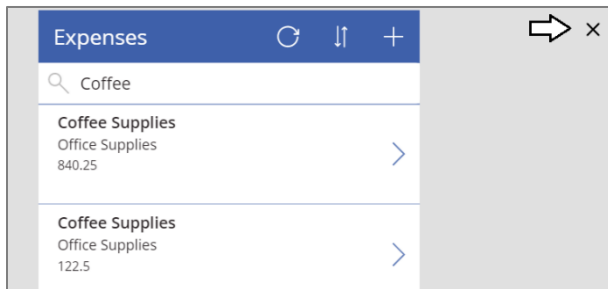 Expenses
Coffee
Coffee Supplies
Office Supplies
840.25
Coffee Supplies
Office Supplies
122.5